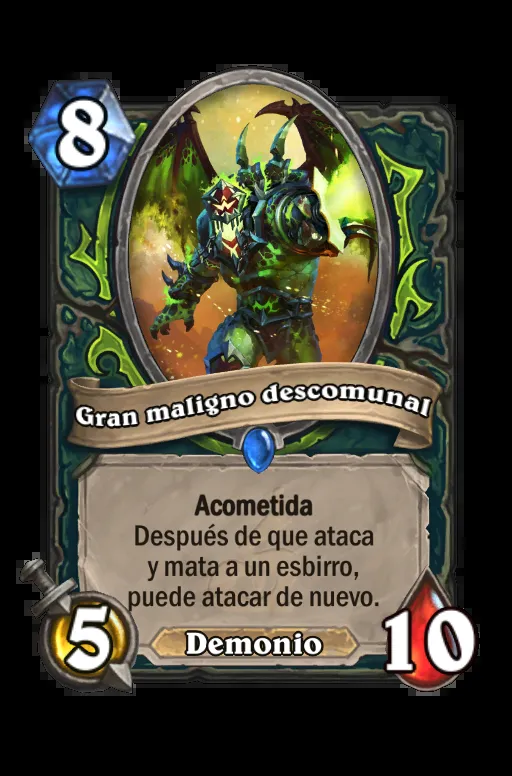 8
Gran maligno descomunal
Acometida
Después de que ataca
y mata a un esbirro,
puede atacar de nuevo.
5
Demonio
10